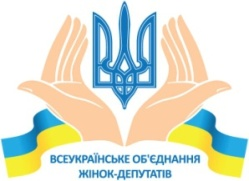 ВСЕУКРАЇНСЬКЕ ОБ'ЄДНАННЯ
ЖІНОК-ДЕПУТАТІВ